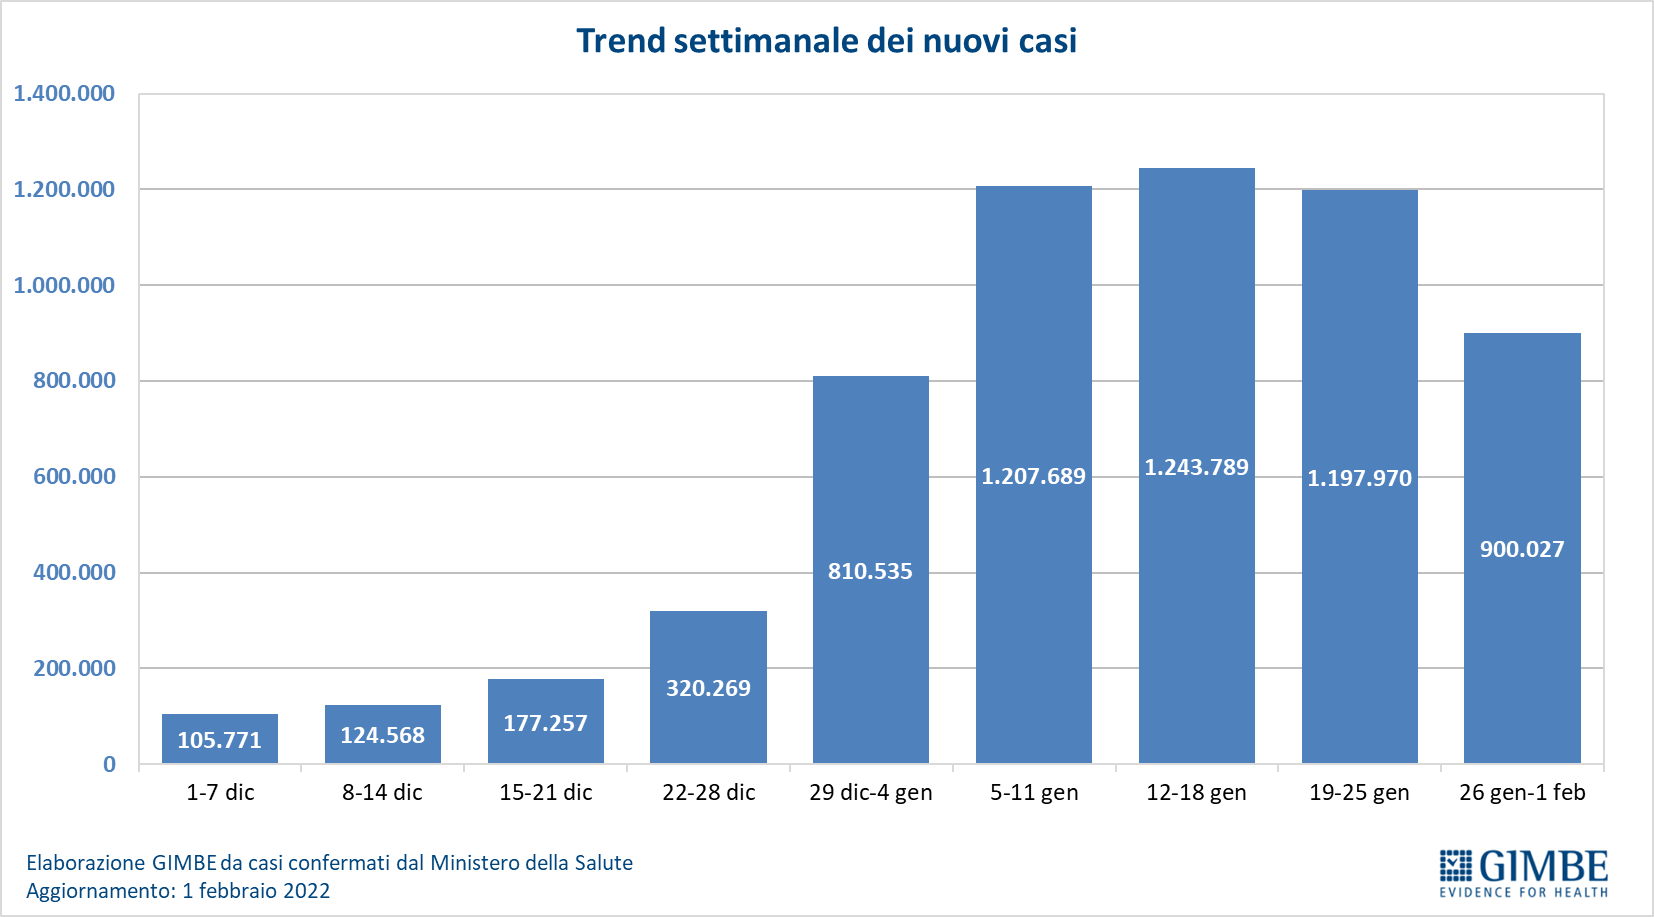 Trend settimanale dei nuovi casi
1.400.000
1.200.000
1.000.000
800.000
600.000
400.000
200.000
0
105.771
124.568
177.257
320.269
810.535
1.207.689
1.243.789
1.197.970
900.027
1-7 dic
8-14 dic
15-21 dic
22-28 dic
29 dic-4 gen
5-11 gen
12-18 gen
19-25 gen
26 gen-1 feb
Elaborazione GIMBE da casi confermati dal Ministero della Salute
Aggiornamento: 1 febbraio 2022
GIMBE
EVIDENCE FOR HEALTH